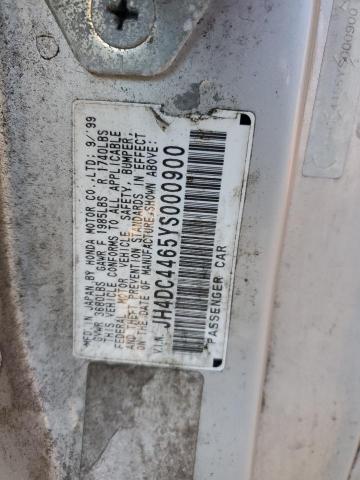 MFD. IN JAPAN BY HONDA MOTOR CO.,LTD; 9/'99
GVWR 3680LBS GAWR F 1985LBS R 1740LBS
THIS VEHICLE CONFORMS TO ALL APPLICABLE
FEDERAL MOTOR VEHICLE SAFETY, BUMPER,
AND THEFT PREVENTION STANDARDS IN EFFECT
ON THE DATE OF MANUFACTURE SHOWN ABOVE.
V.I.N. JH4DC4465YS000900
PASSENGER CAR